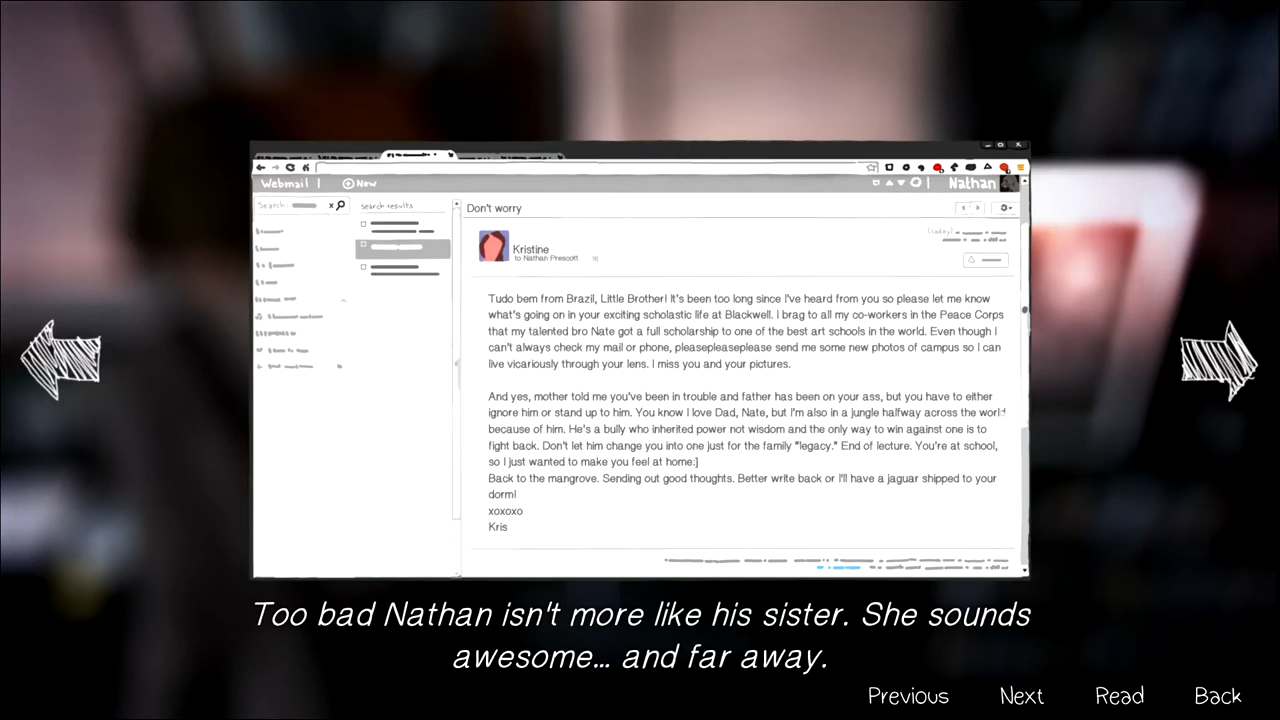 Webmail | New
Nathan
Search:
search results
Don't worry
(today)
Kristine
to Nathan Prescott
Tudo bem from Brazil, Little Brother! It's been too long since I've heard from you so please let me know
what's going on in your exciting scholastic life at Blackwell. I brag to all my co-workers in the Peace Corps
that my talented bro Nate got a full scholarship to one of the best art schools in the world. Even though I
can't always check my mail or phone, pleasepleaseplease send me some new photos of campus so I can
live vicariously through your lens. I miss you and your pictures.
And yes, mother told me you've been in trouble and father has been on your ass, but you have to either
ignore him or stand up to him. You know I love Dad, Nate, but I'm also in a jungle halfway across the world
because of him. He's a bully who inherited power not wisdom and the only way to win against one is to
fight back. Don't let him change you into one just for the family "legacy." End of lecture. You're at school,
so I just wanted to make you feel at home:]
Back to the mangrove. Sending out good thoughts. Better write back or I'll have a jaguar shipped to your
dorm!
xoxoxo
Kris
Too bad Nathan isn't more like his sister. She sounds
awesome... and far away.
Previous Next Read Back